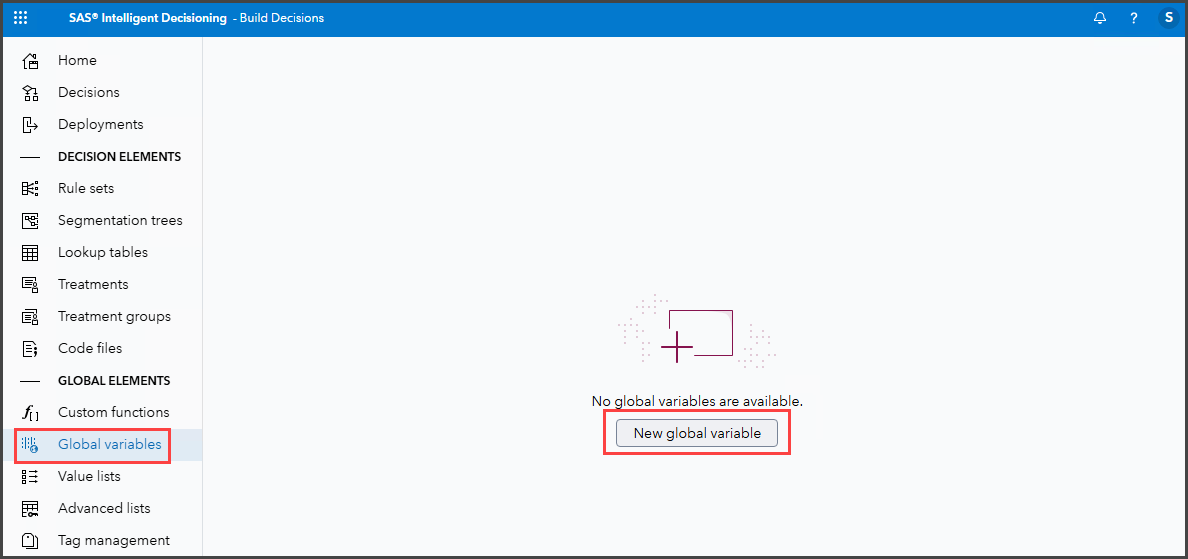 SAS® Intelligent Decisioning - Build Decisions
? S
Home
Decisions
Deployments
DECISION ELEMENTS
Rule sets
Segmentation trees
Lookup tables
Treatments
Treatment groups
Code files
GLOBAL ELEMENTS
Custom functions
Global variables
Value lists
Advanced lists
Tag management
No global variables are available.
New global variable